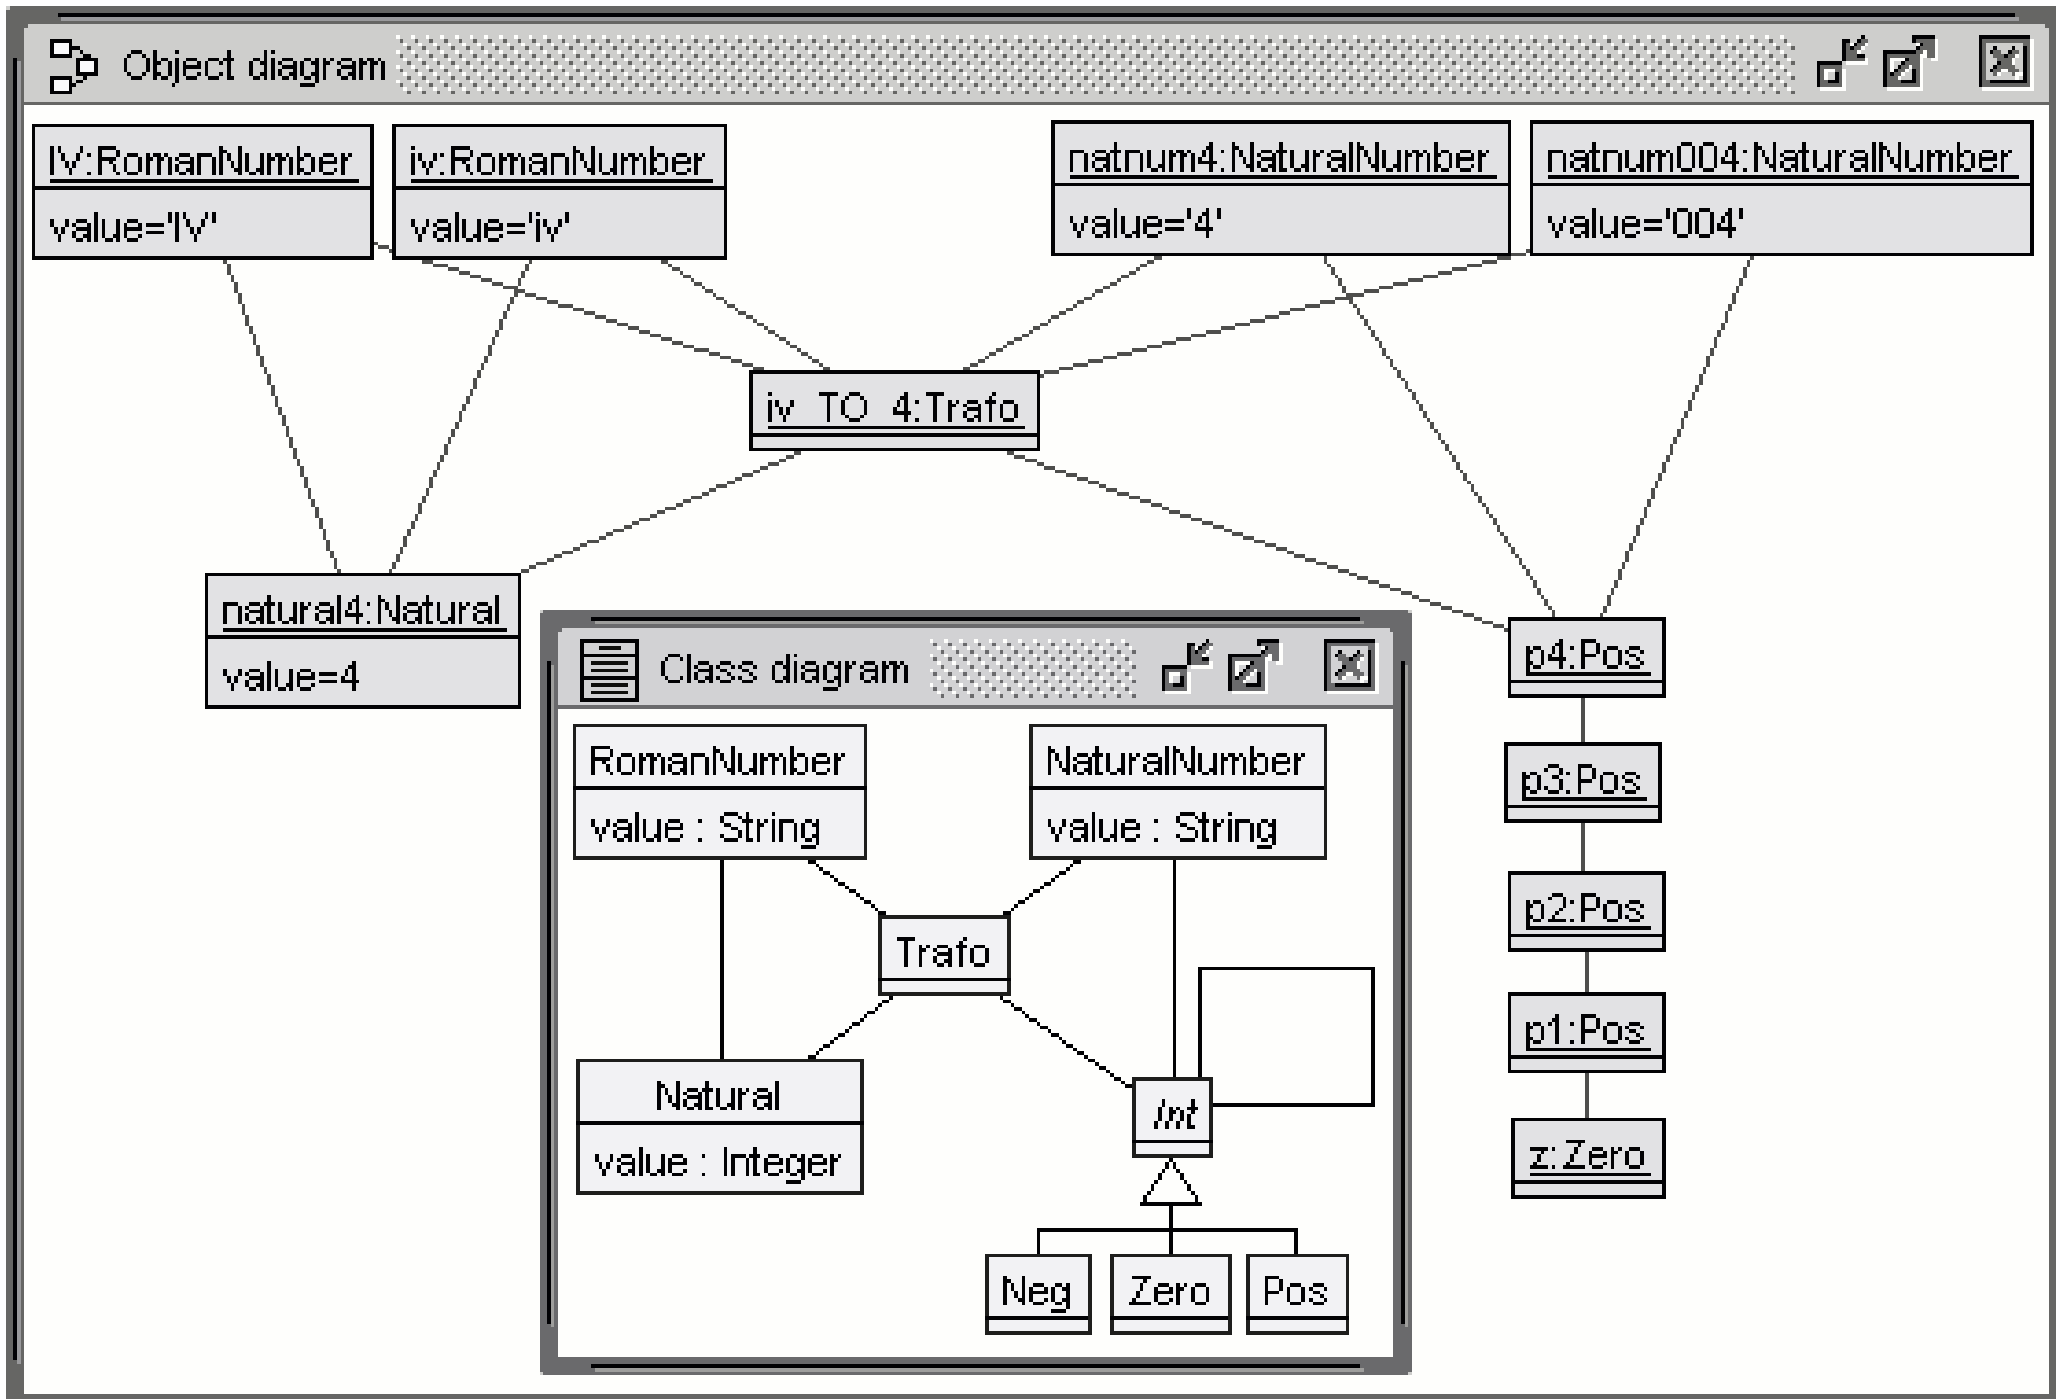 Object diagram
IV:RomanNumber
value='IV'
iv:RomanNumber
value='iv'
natnum4:NaturalNumber
value='4'
natnum004:NaturalNumber
value='004'
iv_TO_4:Trafo
natural4:Natural
value=4
p4:Pos
p3:Pos
p2:Pos
p1:Pos
z:Zero
Class diagram
RomanNumber
value : String
NaturalNumber
value : String
Trafo
Natural
value : Integer
Int
Neg
Zero
Pos